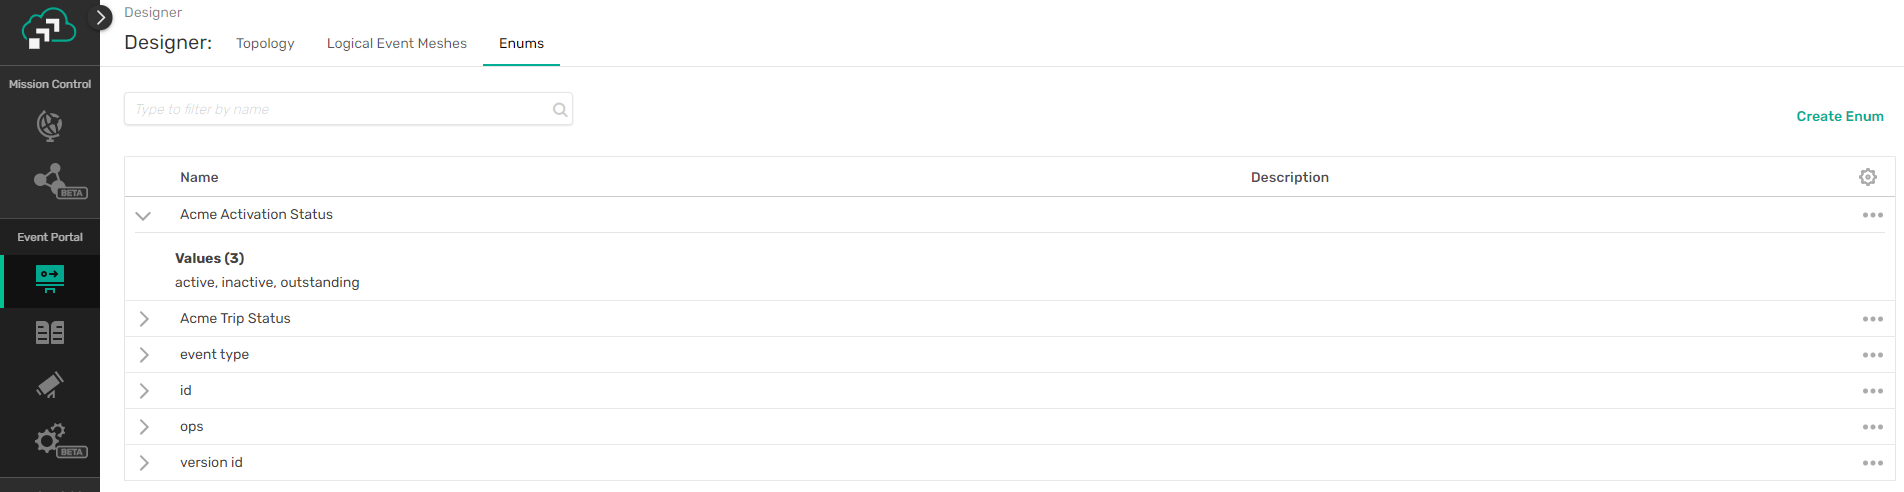 Designer
Designer: Topology Logical Event Meshes Enums
Mission Control
Type to filter by name
Create Enum
BETA
Name Description
Acme Activation Status
Event Portal
Values (3)
active, inactive, outstanding
Acme Trip Status
event type
id
ops
BETA
version id